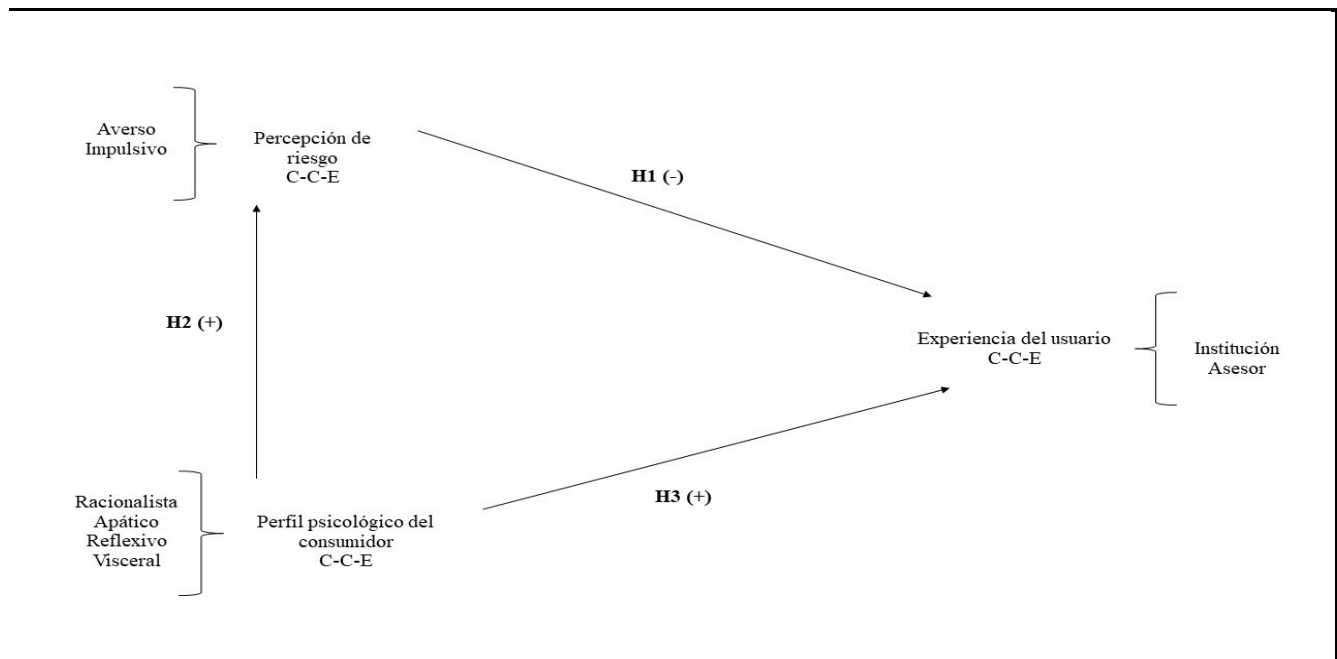 Averso
Impulsivo
Percepción de
riesgo
C-C-E
H1 (-)
H2 (+)
Experiencia del usuario
C-C-E
Institución
Asesor
Racionalista
Apático
Reflexivo
Visceral
Perfil psicológico del
consumidor
C-C-E
H3 (+)